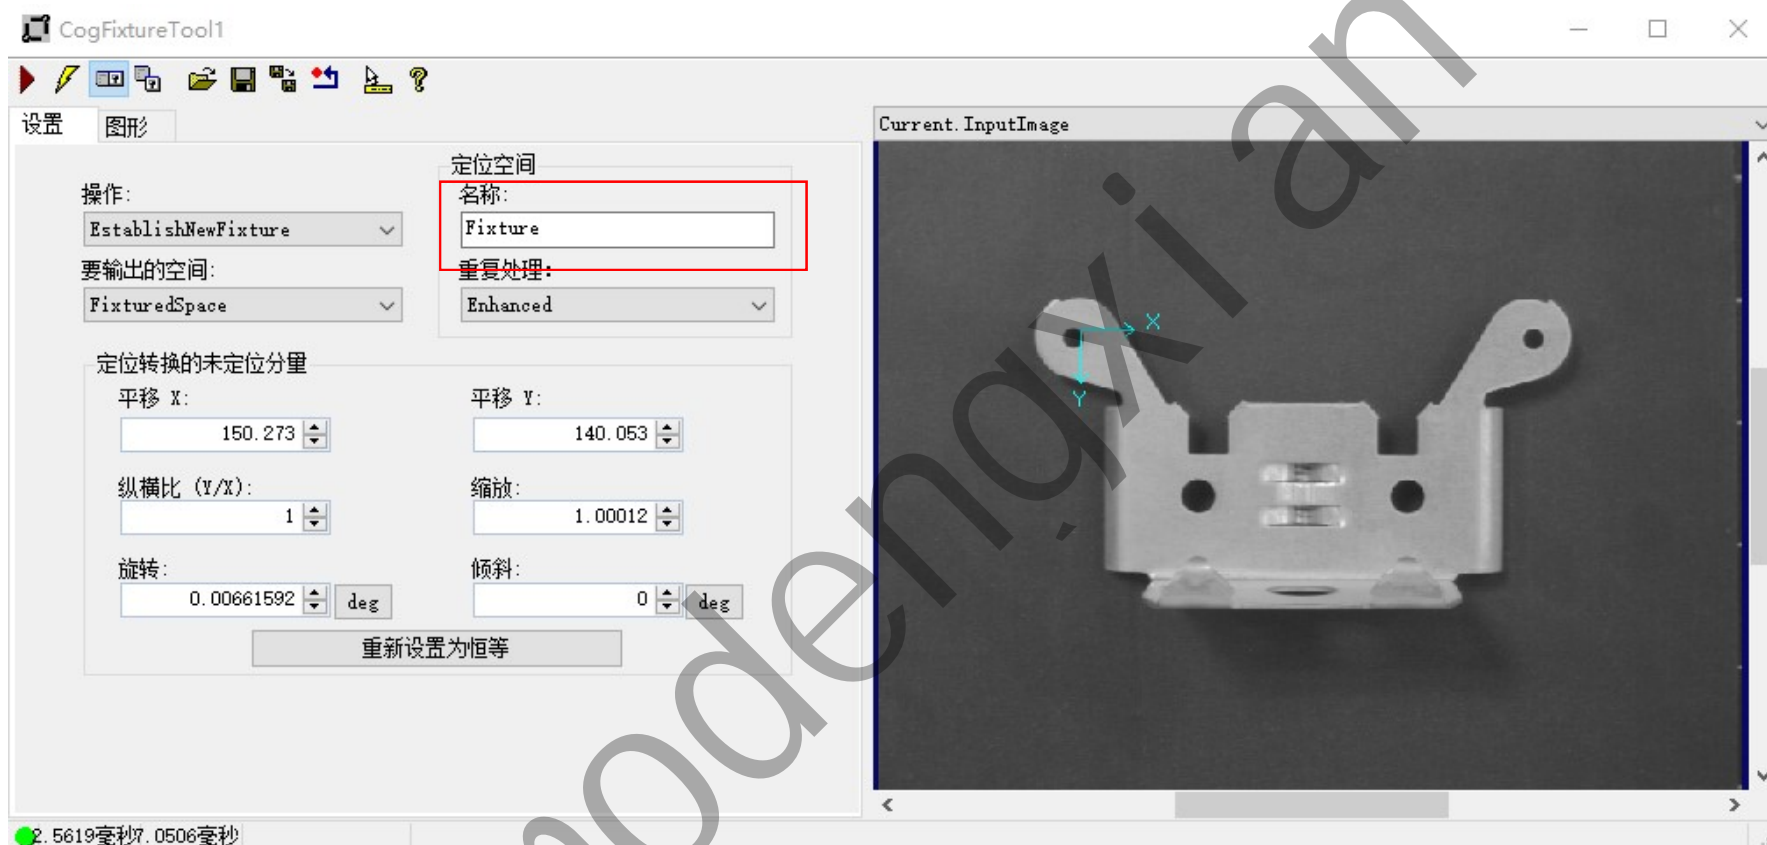 CogFixtureTool1
设置
图形
Current.InputImage
定位空间
操作:
名称:
EstablishNewFixture
Fixture
要输出的空间:
重复处理:
FixturedSpace
Enhanced
定位转换的未定位分量
平移 X:
平移 Y:
150.273
140.053
纵横比 (Y/X):
缩放:
1
1.00012
旋转:
倾斜:
0.00661592
deg
0
deg
重新设置为恒等
X
Y
2.5619毫秒7.0506毫秒
modengxian